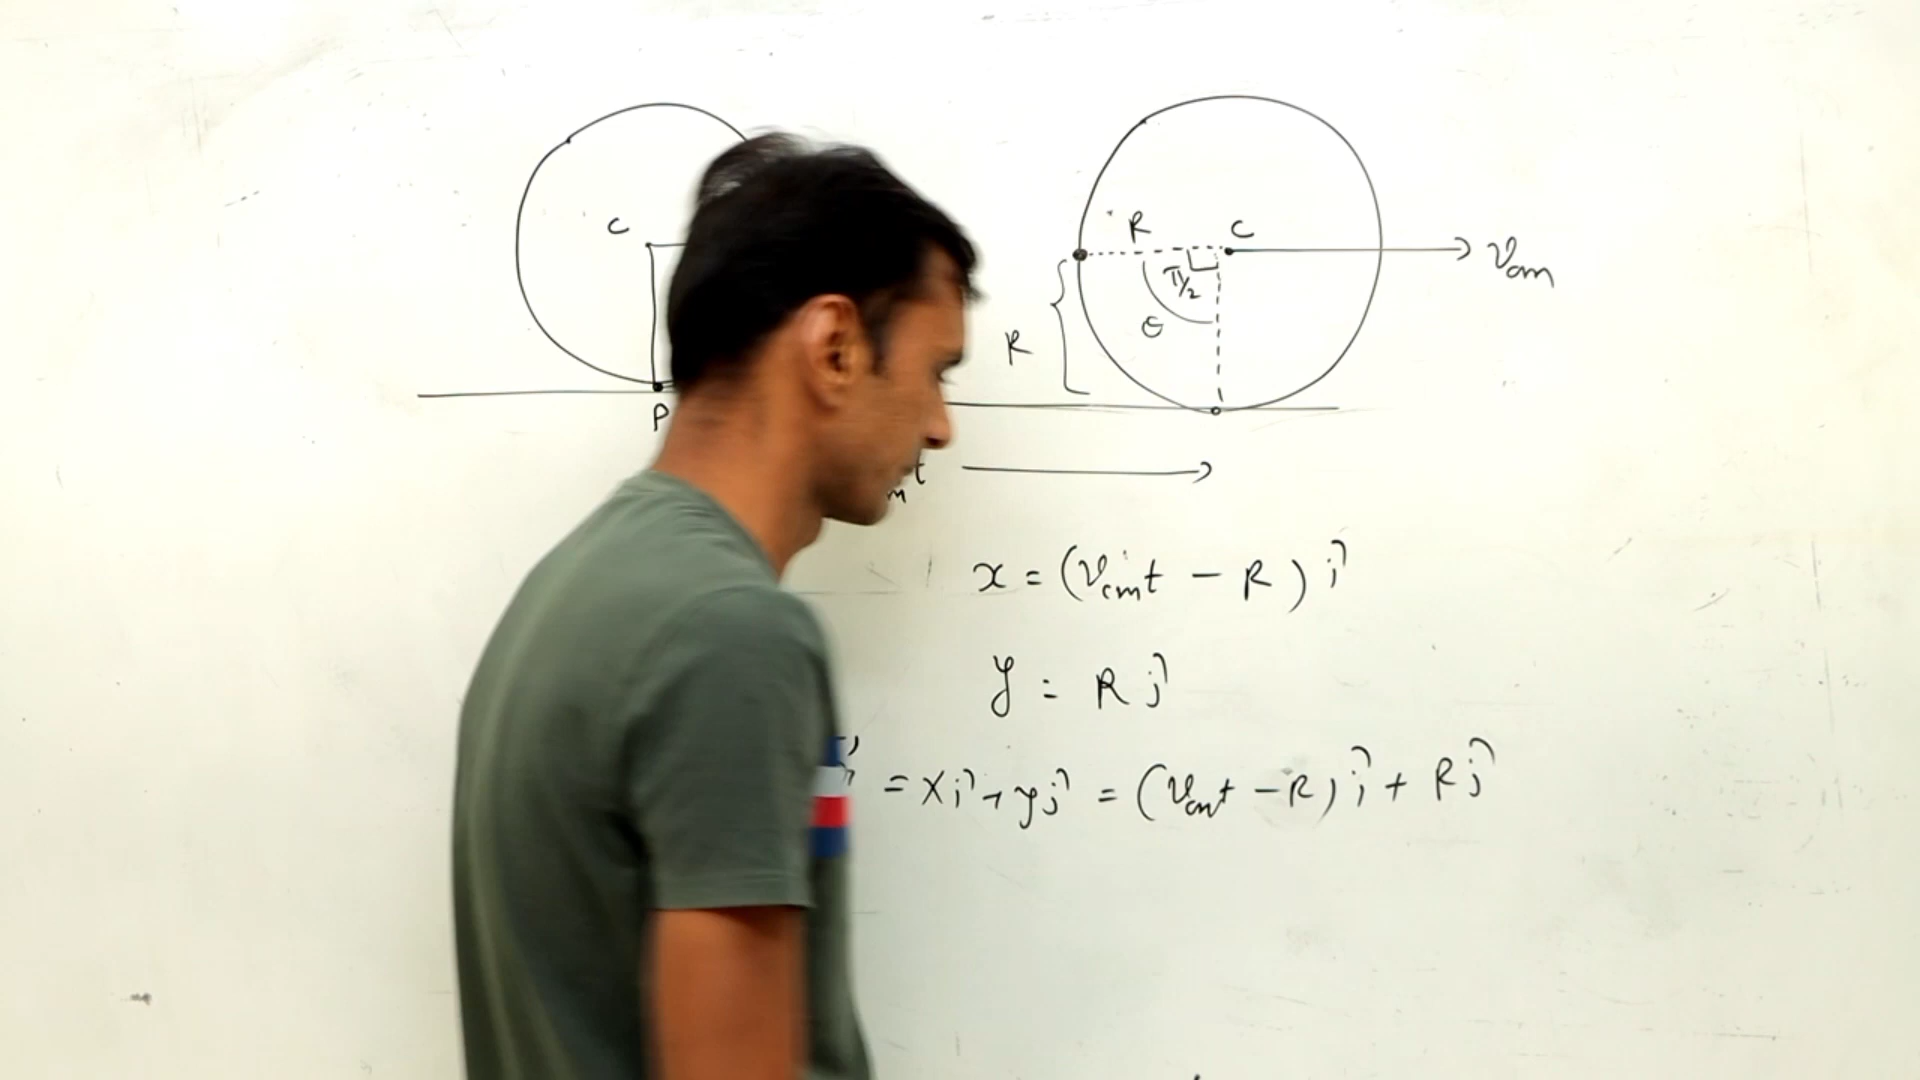 C
P
R C
π/2
θ
R
v_cm
t
x = (v_cm t - R) î
y = R ĵ
= x î + y ĵ = (v_cm t - R) î + R ĵ